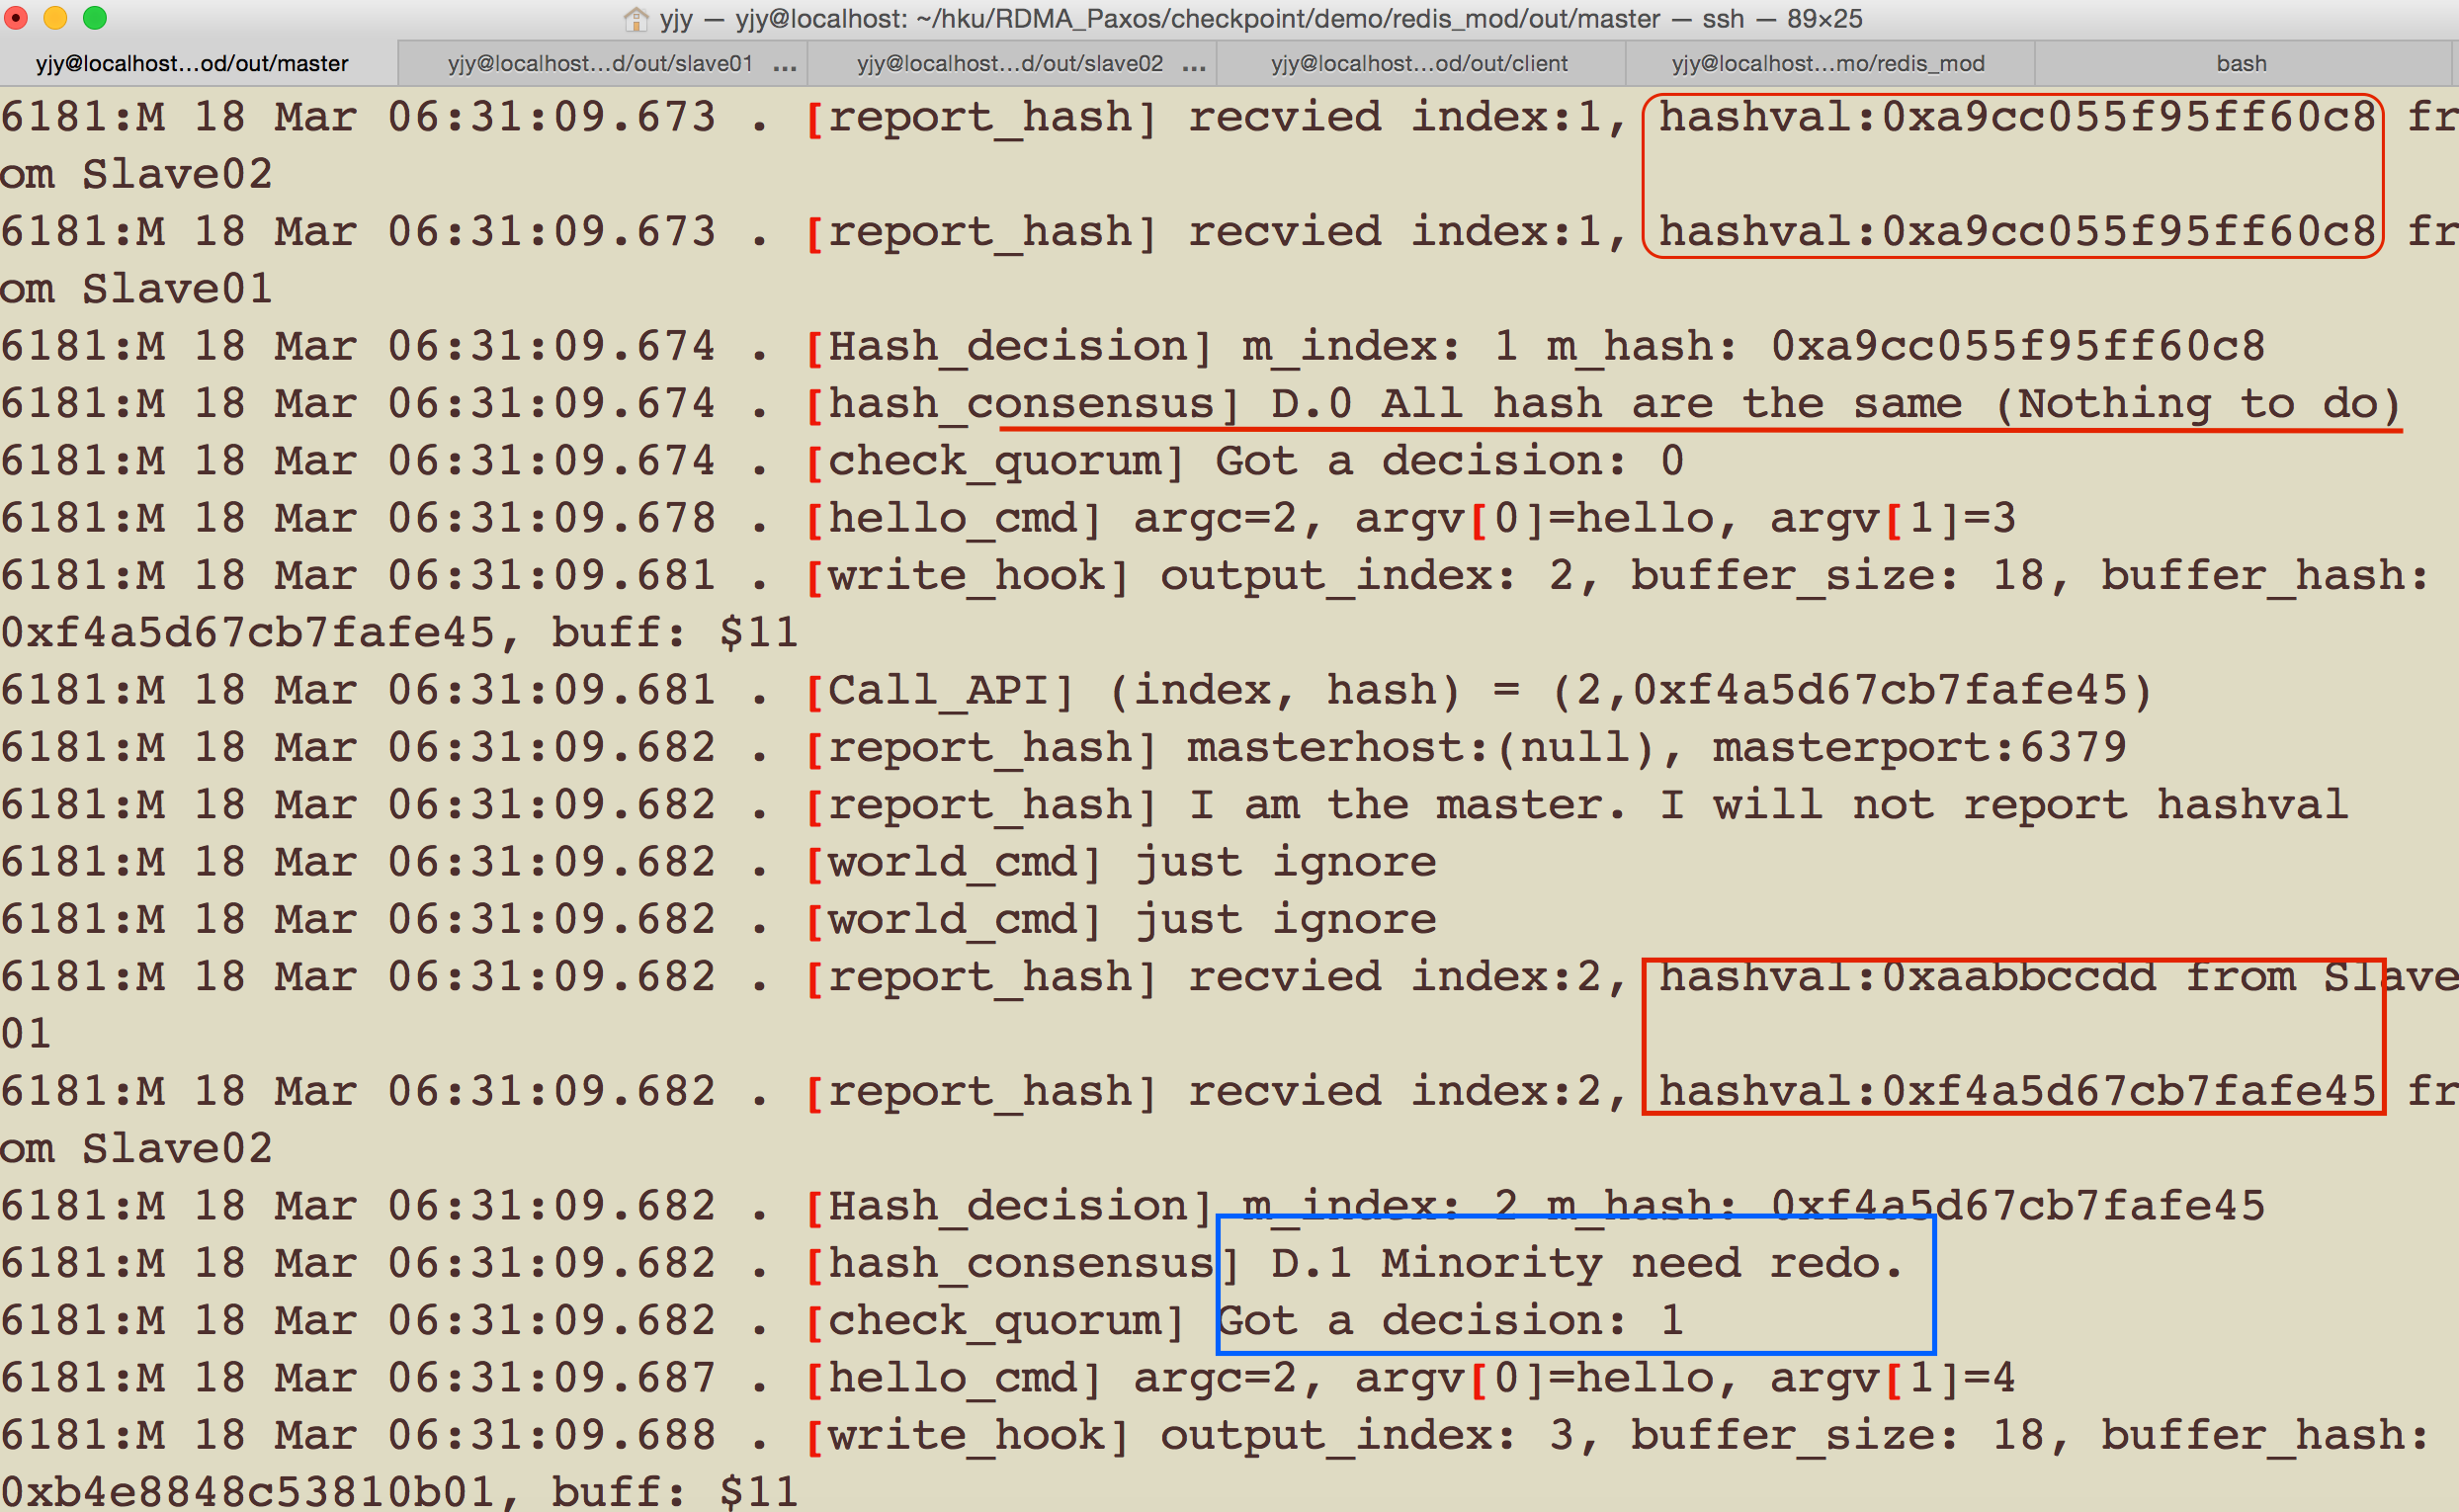 yjy — yjy@localhost: ~/hku/RDMA_Paxos/checkpoint/demo/redis_mod/out/master — ssh — 89×25
yjy@localhost...od/out/master yjy@localhost...d/out/slave01 ... yjy@localhost...d/out/slave02 ... yjy@localhost...od/out/client yjy@localhost...mo/redis_mod bash
6181:M 18 Mar 06:31:09.673 . [report_hash] recvied index:1, hashval:0xa9cc055f95ff60c8 fr
om Slave02
6181:M 18 Mar 06:31:09.673 . [report_hash] recvied index:1, hashval:0xa9cc055f95ff60c8 fr
om Slave01
6181:M 18 Mar 06:31:09.674 . [Hash_decision] m_index: 1 m_hash: 0xa9cc055f95ff60c8
6181:M 18 Mar 06:31:09.674 . [hash_consensus] D.0 All hash are the same (Nothing to do)
6181:M 18 Mar 06:31:09.674 . [check_quorum] Got a decision: 0
6181:M 18 Mar 06:31:09.678 . [hello_cmd] argc=2, argv[0]=hello, argv[1]=3
6181:M 18 Mar 06:31:09.681 . [write_hook] output_index: 2, buffer_size: 18, buffer_hash:
0xf4a5d67cb7fafe45, buff: $11
6181:M 18 Mar 06:31:09.681 . [Call_API] (index, hash) = (2,0xf4a5d67cb7fafe45)
6181:M 18 Mar 06:31:09.682 . [report_hash] masterhost:(null), masterport:6379
6181:M 18 Mar 06:31:09.682 . [report_hash] I am the master. I will not report hashval
6181:M 18 Mar 06:31:09.682 . [world_cmd] just ignore
6181:M 18 Mar 06:31:09.682 . [world_cmd] just ignore
6181:M 18 Mar 06:31:09.682 . [report_hash] recvied index:2, hashval:0xaabbccdd from Slave
01
6181:M 18 Mar 06:31:09.682 . [report_hash] recvied index:2, hashval:0xf4a5d67cb7fafe45 fr
om Slave02
6181:M 18 Mar 06:31:09.682 . [Hash_decision] m_index: 2 m_hash: 0xf4a5d67cb7fafe45
6181:M 18 Mar 06:31:09.682 . [hash_consensus] D.1 Minority need redo.
6181:M 18 Mar 06:31:09.682 . [check_quorum] Got a decision: 1
6181:M 18 Mar 06:31:09.687 . [hello_cmd] argc=2, argv[0]=hello, argv[1]=4
6181:M 18 Mar 06:31:09.688 . [write_hook] output_index: 3, buffer_size: 18, buffer_hash:
0xb4e8848c53810b01, buff: $11